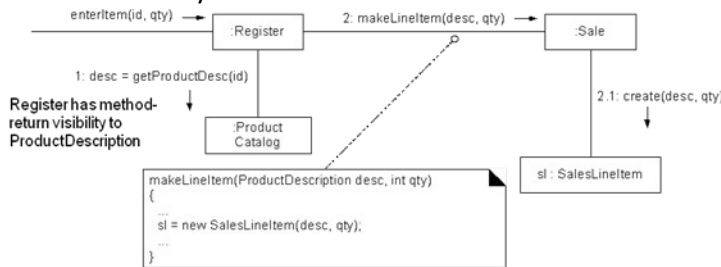 enterItem(id, qty)
:Register
2: makeLineItem(desc, qty)
:Sale
1: desc = getProductDesc(id)
2.1: create(desc, qty)
Register has method-
return visibility to
ProductDescription
:Product
Catalog
sl : SalesLineItem
makeLineItem(ProductDescription desc, int qty)
{
...
sl = new SalesLineItem(desc, qty);
...
}